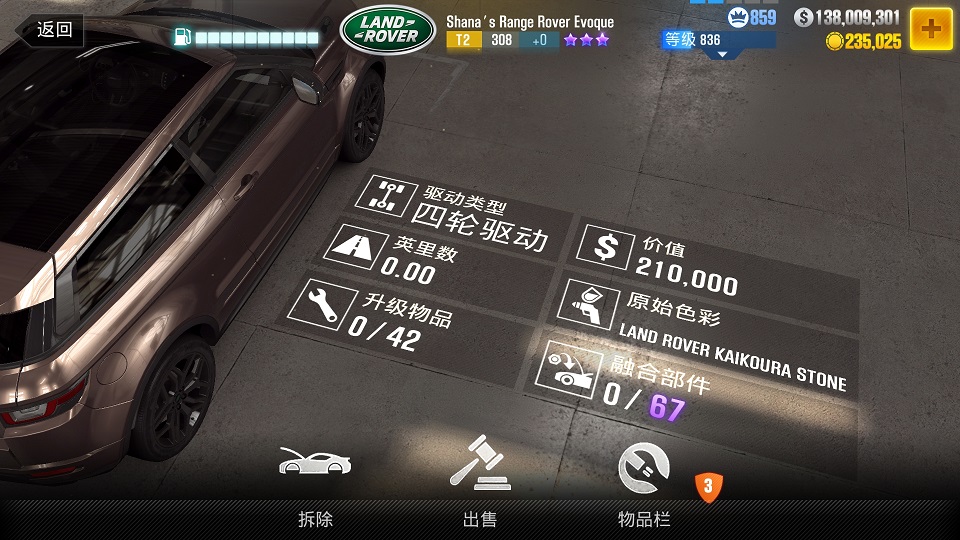 返回
LAND
ROVER
Shana's Range Rover Evoque
T2 308 +0
859
138,009,301
等级 836
235,025
驱动类型
四轮驱动
英里数
0.00
升级物品
0/42
价值
210,000
原始色彩
LAND ROVER KAIKOURA STONE
融合部件
0/67
拆除
出售
物品栏
3